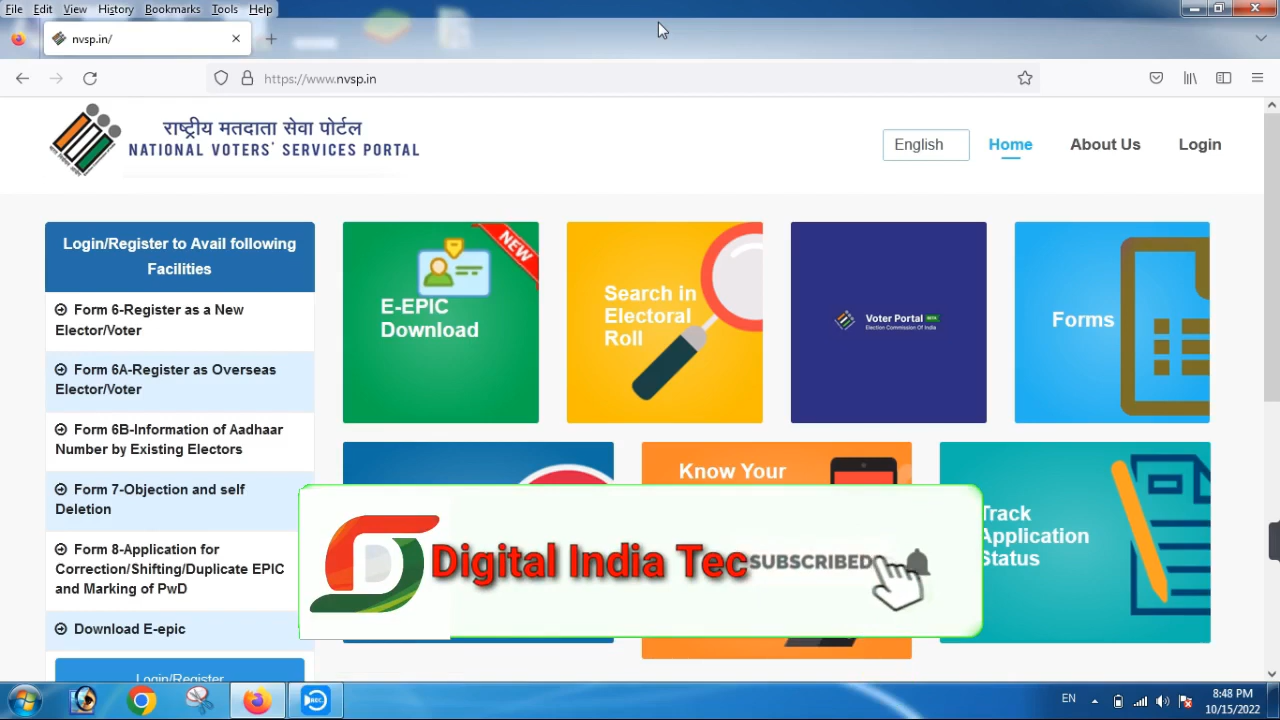 File Edit View History Bookmarks Tools Help
nvsp.in/
https://www.nvsp.in
राष्ट्रीय मतदाता सेवा पोर्टल
NATIONAL VOTERS' SERVICES PORTAL
English Home About Us Login
Login/Register to Avail following
Facilities
Form 6-Register as a New
Elector/Voter
Form 6A-Register as Overseas
Elector/Voter
Form 6B-Information of Aadhaar
Number by Existing Electors
Form 7-Objection and self
Deletion
Form 8-Application for
Correction/Shifting/Duplicate EPIC
and Marking of PwD
Download E-epic
Login/Register
NEW
E-EPIC
Download
Search in
Electoral
Roll
Voter Portal BETA
Election Commission Of India
Forms
Know Your
Track
Application
Status
Digital India Tec SUBSCRIBED
REC
EN
8:48 PM
10/15/2022